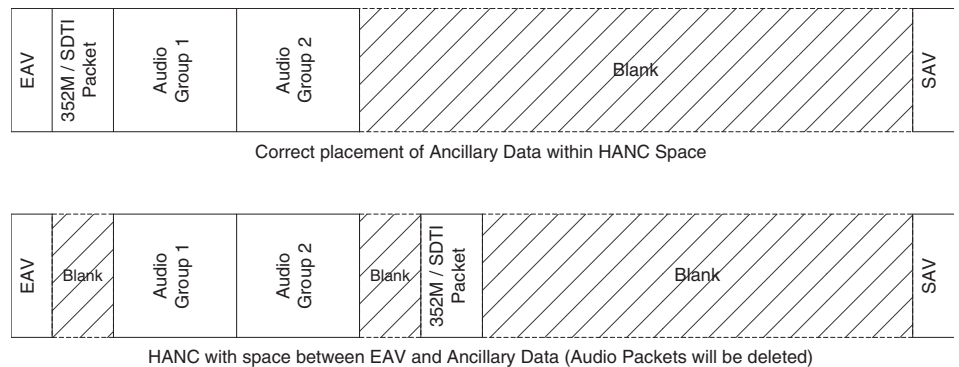 EAV
352M / SDTI
Packet
Audio
Group 1
Audio
Group 2
Blank
SAV
Correct placement of Ancillary Data within HANC Space
EAV
Blank
Audio
Group 1
Audio
Group 2
Blank
352M / SDTI
Packet
Blank
SAV
HANC with space between EAV and Ancillary Data (Audio Packets will be deleted)